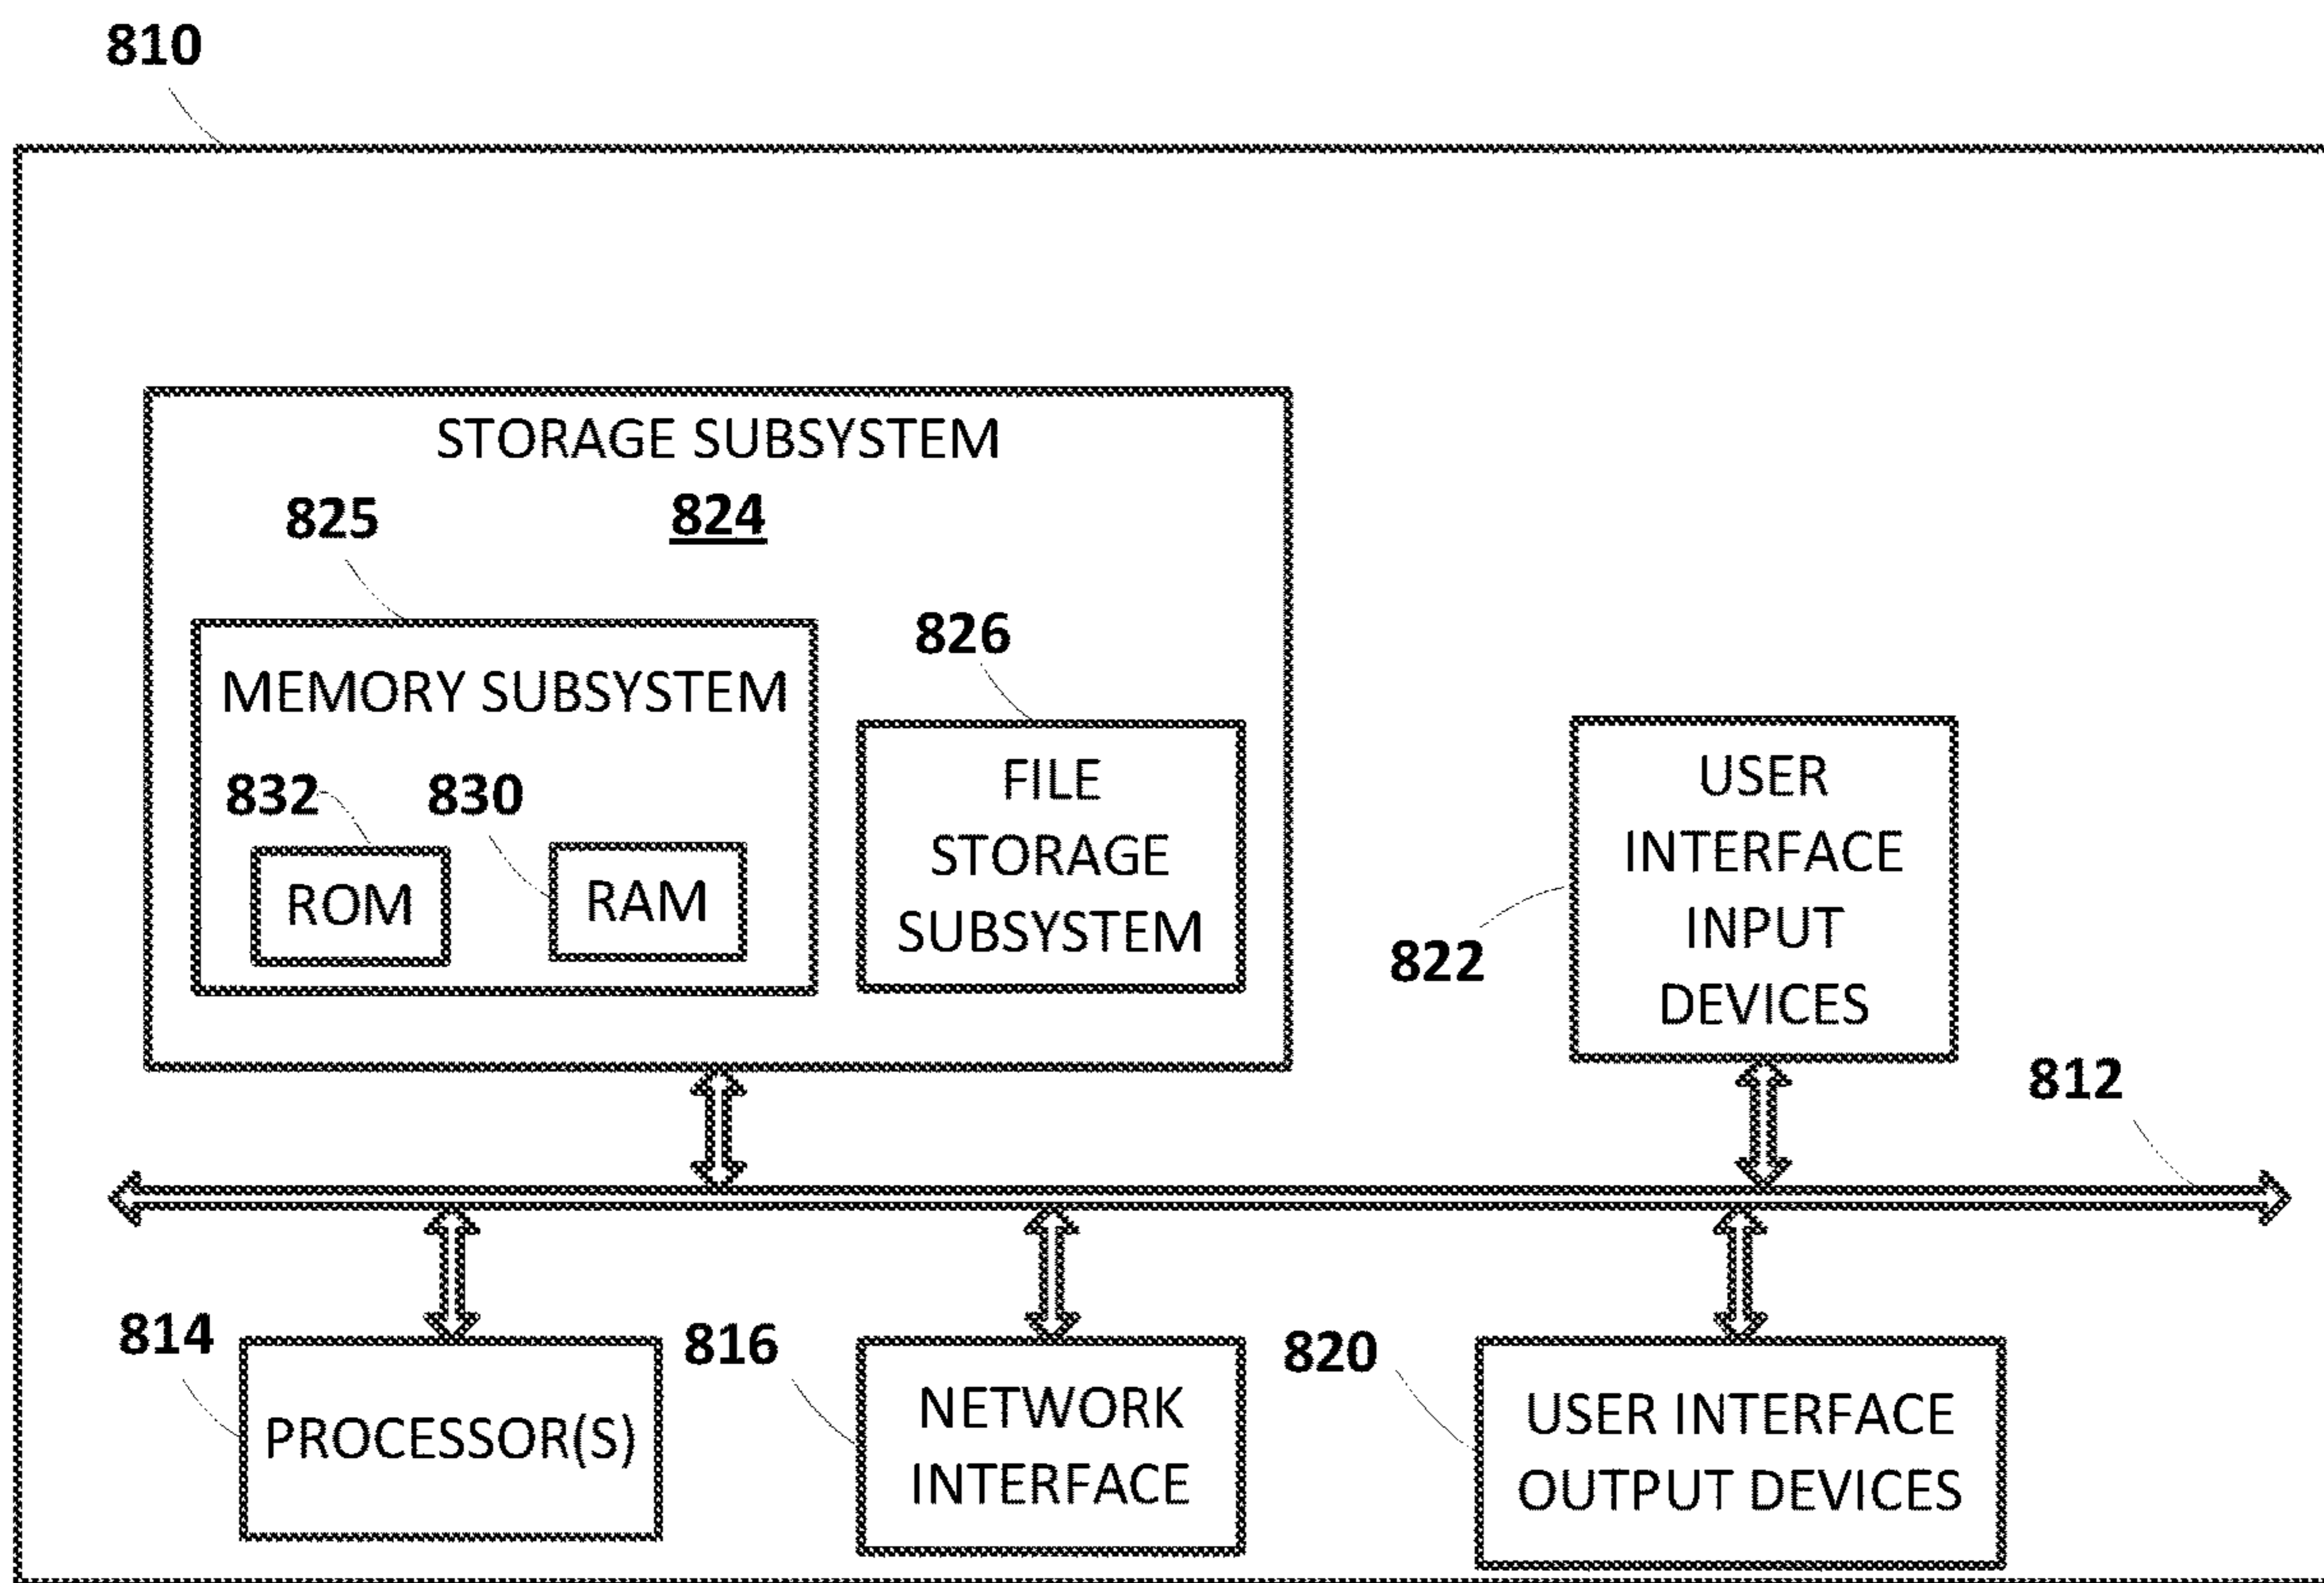 810
STORAGE SUBSYSTEM
824
825
MEMORY SUBSYSTEM
832
830
ROM
RAM
826
FILE
STORAGE
SUBSYSTEM
USER
INTERFACE
INPUT
DEVICES
822
812
814
PROCESSOR(S)
816
NETWORK
INTERFACE
820
USER INTERFACE
OUTPUT DEVICES